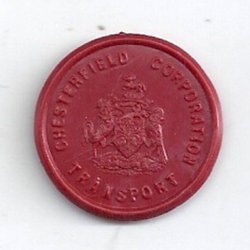 CHESTERFIELD CORPORATION
TRANSPORT